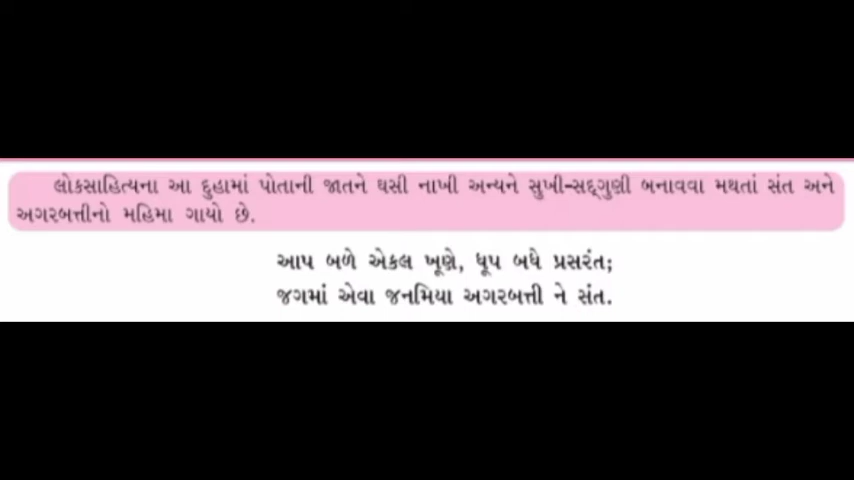 લોકસાહિત્યના આ દુહામાં પોતાની જાતને ઘસી નાખી અન્યને સુખી-સદ્ગુણી બનાવવા મથતાં સંત અને
અગરબત્તીનો મહિમા ગાયો છે.
આપ બળે એકલ ખૂણે, ધૂપ બધે પ્રસરંત;
જગમાં એવા જનમિયા અગરબત્તી ને સંત.